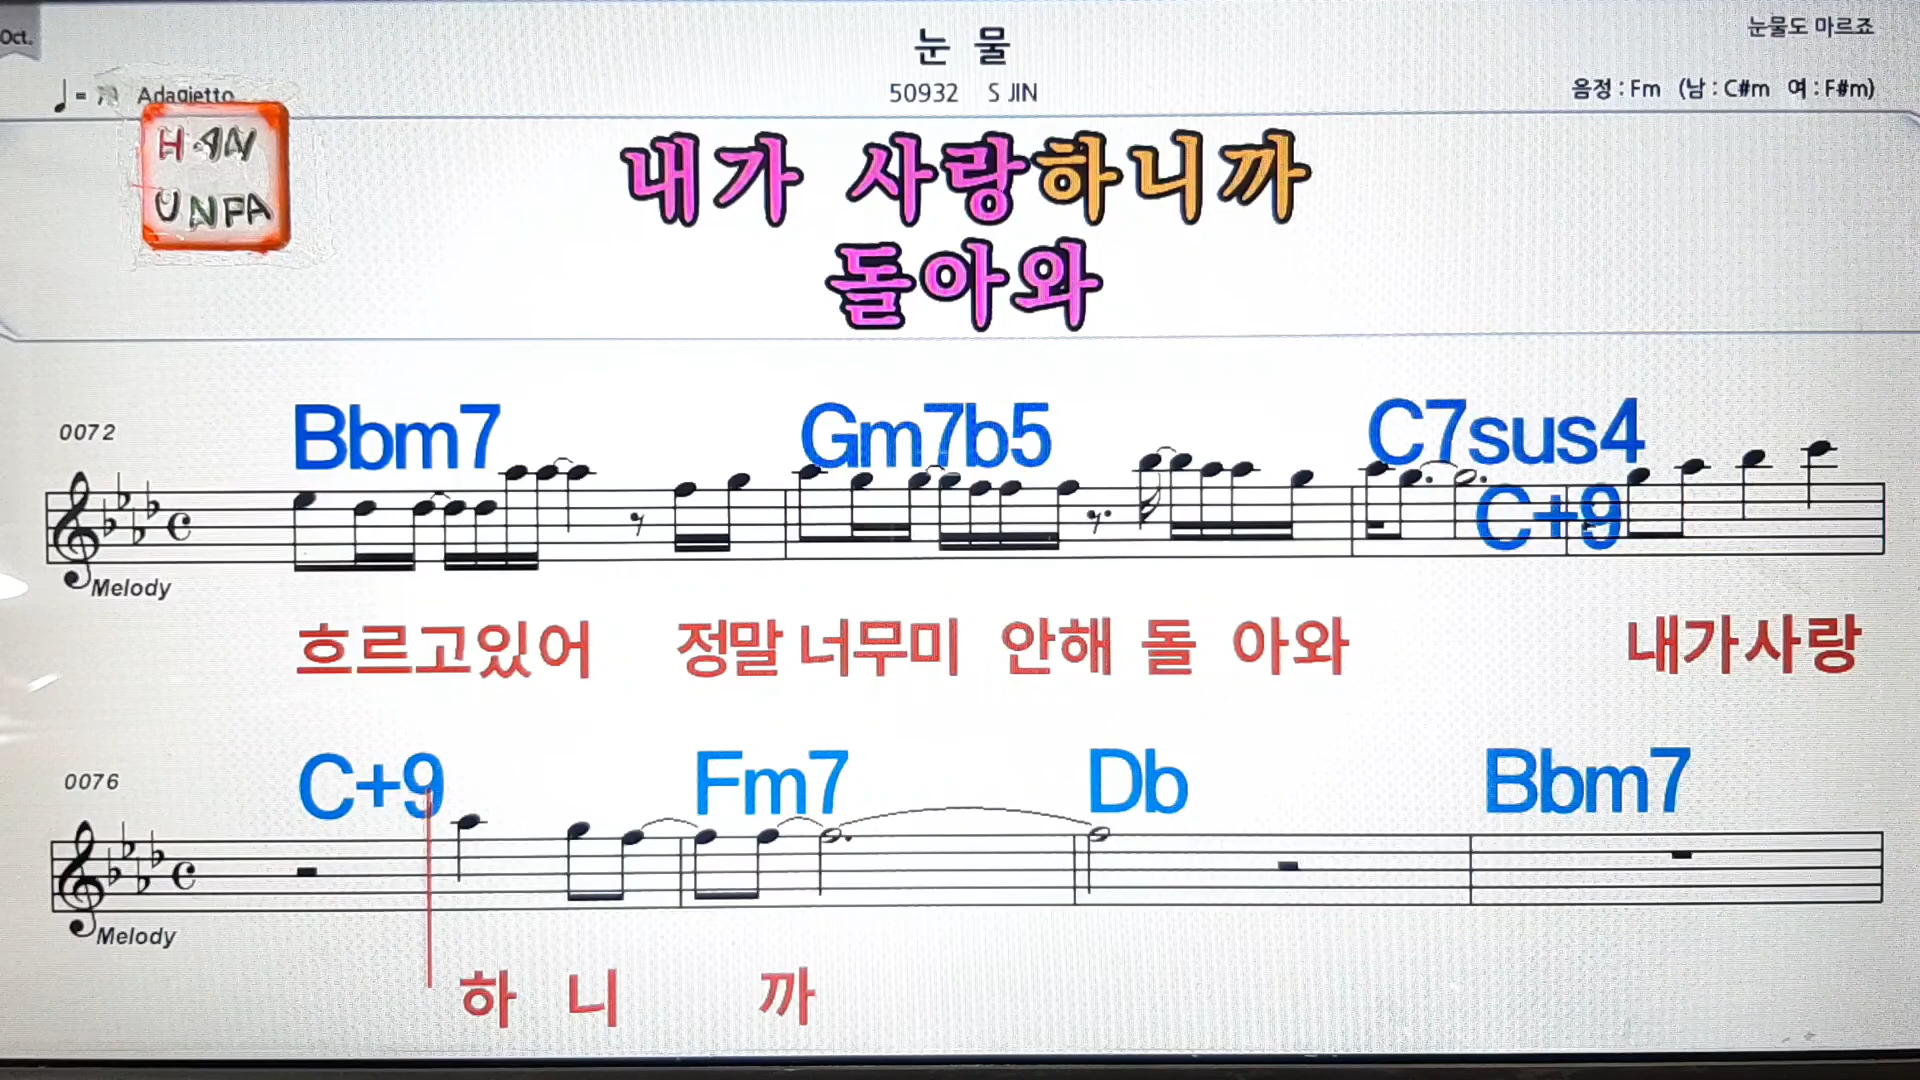 Oct.
눈 물
눈물도 마르죠
Adagietto
50932 S JIN
음정 : Fm (남 : C#m 여 : F#m)
HAN
UNFA
내가 사랑하니까
돌아와
0072
Bbm7 Gm7b5 C7sus4
C+9
Melody
흐르고있어 정말 너무미 안해 돌 아와 내가사랑
0076
C+9 Fm7 Db Bbm7
Melody
하 니 까